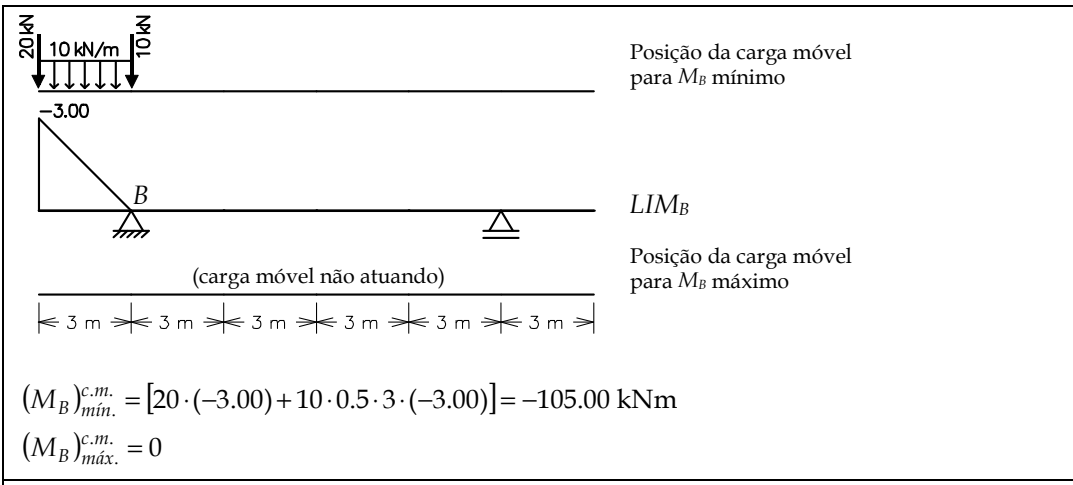 20 kN
10 kN/m
10 kN
Posição da carga móvel
para M_B mínimo
−3.00
B
LIM_B
Posição da carga móvel
para M_B máximo
(carga móvel não atuando)
3 m 3 m 3 m 3 m 3 m 3 m
(M_B)^{c.m.}_{mín.} = [20 · (−3.00) + 10 · 0.5 · 3 · (−3.00)] = −105.00 kNm
(M_B)^{c.m.}_{máx.} = 0